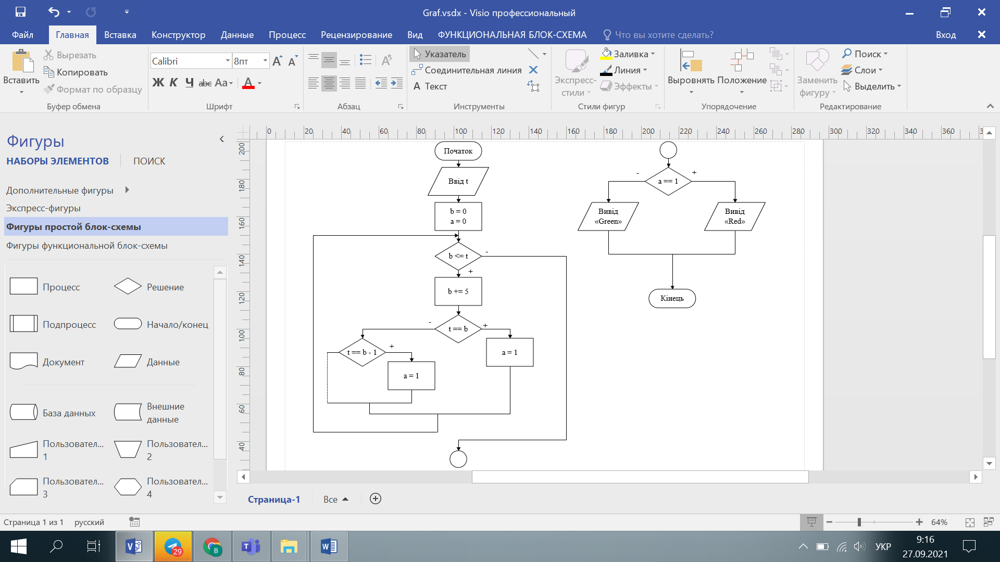 Graf.vsdx - Visio профессиональный
Файл Главная Вставка Конструктор Данные Процесс Рецензирование Вид ФУНКЦИОНАЛЬНАЯ БЛОК-СХЕМА Что вы хотите сделать? Вход
Вставить
Вырезать
Копировать
Формат по образцу
Буфер обмена
Calibri 8пт A A
Ж К Ч abc Aa A
Шрифт
Абзац
Указатель
Соединительная линия
A Текст
Инструменты
Экспресс-
стили
Заливка
Линия
Эффекты
Стили фигур
Выровнять Положение
Упорядочение
Заменить
фигуру
Поиск
Слои
Выделить
Редактирование
Фигуры
НАБОРЫ ЭЛЕМЕНТОВ ПОИСК
Дополнительные фигуры
Экспресс-фигуры
Фигуры простой блок-схемы
Фигуры функциональной блок-схемы
Процесс Решение
Подпроцесс Начало/конец
Документ Данные
База данных Внешние
данные
Пользовател...
1
Пользовател...
2
Пользовател...
3
Пользовател...
4
0 20 40 60 80 100 120 140 160 180 200 220 240 260 280 300 320 340 360
200
180
160
140
120
100
80
60
40
Початок
Ввід t
b = 0
a = 0
b <= t
-
+
b += 5
t == b
-
+
t == b - 1
+
a = 1
a = 1
a == 1
-
+
Вивід
«Green»
Вивід
«Red»
Кінець
Страница-1 Все
Страница 1 из 1 русский 64%
29
B
УКР
9:16
27.09.2021